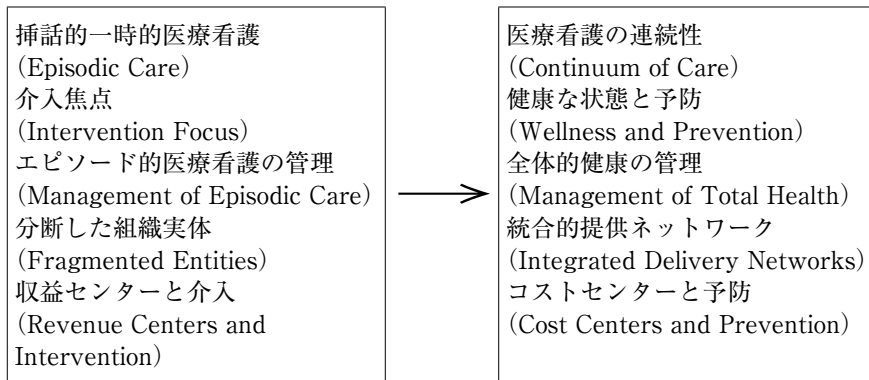 挿話的一時的医療看護
(Episodic Care)
介入焦点
(Intervention Focus)
エピソード的医療看護の管理
(Management of Episodic Care)
分断した組織実体
(Fragmented Entities)
収益センターと介入
(Revenue Centers and
Intervention)
医療看護の連続性
(Continuum of Care)
健康な状態と予防
(Wellness and Prevention)
全体的健康の管理
(Management of Total Health)
統合的提供ネットワーク
(Integrated Delivery Networks)
コストセンターと予防
(Cost Centers and Prevention)